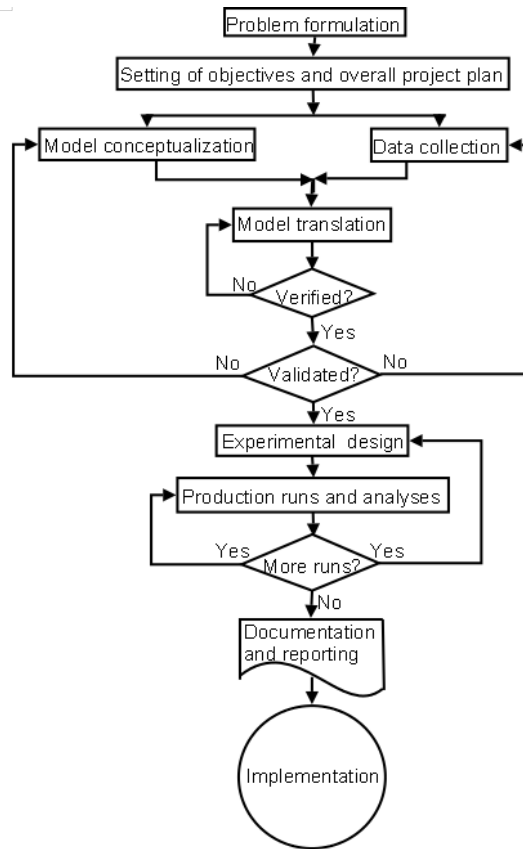 Problem formulation
Setting of objectives and overall project plan
Model conceptualization
Data collection
Model translation
No
Verified?
Yes
No
Validated?
No
Yes
Experimental design
Production runs and analyses
Yes
More runs?
Yes
No
Documentation
and reporting
Implementation